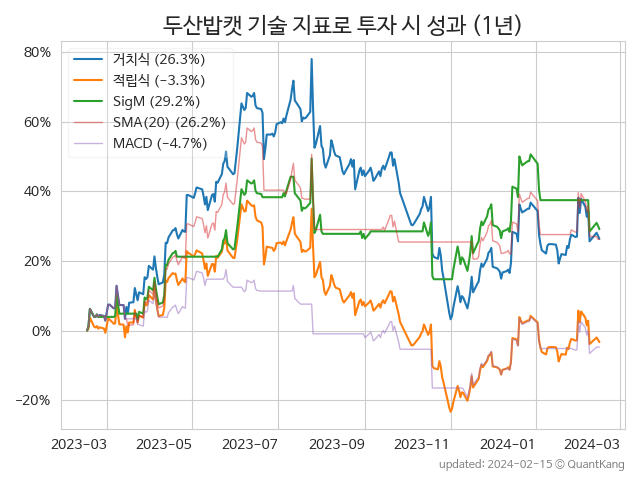 두산밥캣 기술 지표로 투자 시 성과 (1년)
80%
60%
40%
20%
0%
−20%
거치식 (26.3%)
적립식 (−3.3%)
SigM (29.2%)
SMA(20) (26.2%)
MACD (−4.7%)
2023-03
2023-05
2023-07
2023-09
2023-11
2024-01
2024-03
updated: 2024-02-15 ⓒ QuantKang